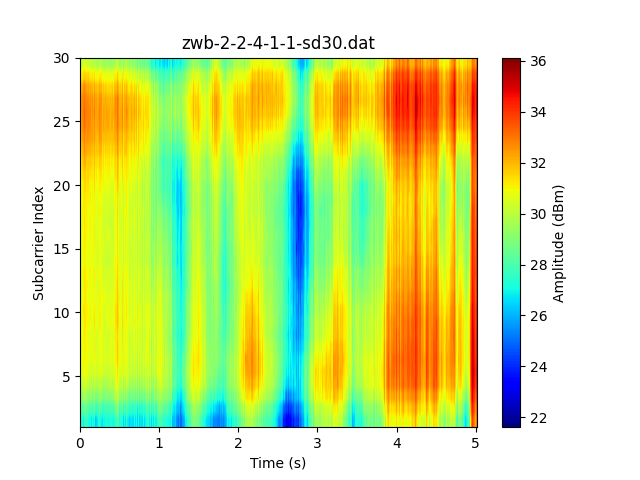 zwb-2-2-4-1-1-sd30.dat
30
25
20
15
10
5
Subcarrier Index
0 1 2 3 4 5
Time (s)
36
34
32
30
28
26
24
22
Amplitude (dBm)